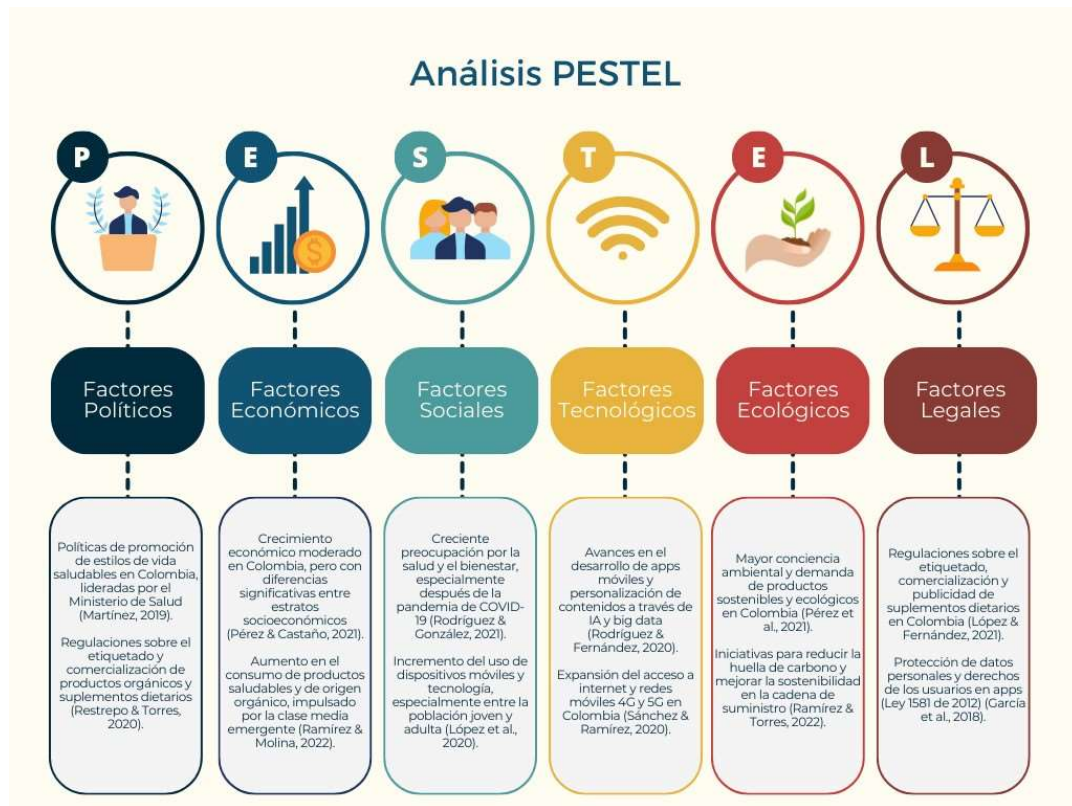 Análisis PESTEL
P
E
S
T
E
L
Factores
Políticos
Factores
Económicos
Factores
Sociales
Factores
Tecnológicos
Factores
Ecológicos
Factores
Legales
Políticas de promoción
de estilos de vida
saludables en Colombia,
lideradas por el
Ministerio de Salud
(Martínez, 2019).
Regulaciones sobre el
etiquetado y
comercialización de
productos orgánicos y
suplementos dietarios
(Restrepo & Torres,
2020).
Crecimiento
económico moderado
en Colombia, pero con
diferencias
significativas entre
estratos
socioeconómicos
(Pérez & Castaño, 2021).
Aumento en el
consumo de productos
saludables y de origen
orgánico, impulsado
por la clase media
emergente (Ramírez &
Molina, 2022).
Creciente
preocupación por la
salud y el bienestar,
especialmente
después de la
pandemia de COVID-
19 (Rodríguez &
González, 2021).
Incremento del uso de
dispositivos móviles y
tecnología,
especialmente entre la
población joven y
adulta (López et al.,
2020).
Avances en el
desarrollo de apps
móviles y
personalización de
contenidos a través de
IA y big data
(Rodríguez &
Fernández, 2020).
Expansión del acceso a
internet y redes
móviles 4G y 5G en
Colombia (Sánchez &
Ramírez, 2020).
Mayor conciencia
ambiental y demanda
de productos
sostenibles y ecológicos
en Colombia (Pérez et
al., 2021).
Iniciativas para reducir la
huella de carbono y
mejorar la sostenibilidad
en la cadena de
suministro (Ramírez &
Torres, 2022).
Regulaciones sobre el
etiquetado,
comercialización y
publicidad de
suplementos dietarios
en Colombia (López &
Fernández, 2021).
Protección de datos
personales y derechos
de los usuarios en apps
(Ley 1581 de 2012) (García
et al., 2018).